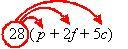 28(p + 2f + 5c)